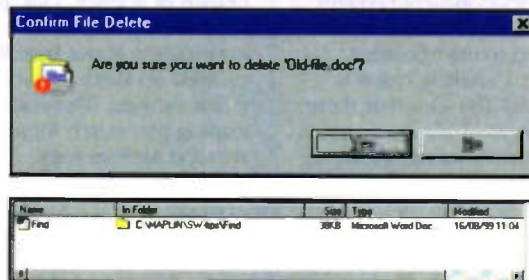 Confirm File Delete
Are you sure you want to delete 'Old-file.doc'?
Yes No
Name In Folder Size Type Modified
Find C:\MAPLIN\SW-tips\Find 38KB Microsoft Word Doc 16/08/99 11:04